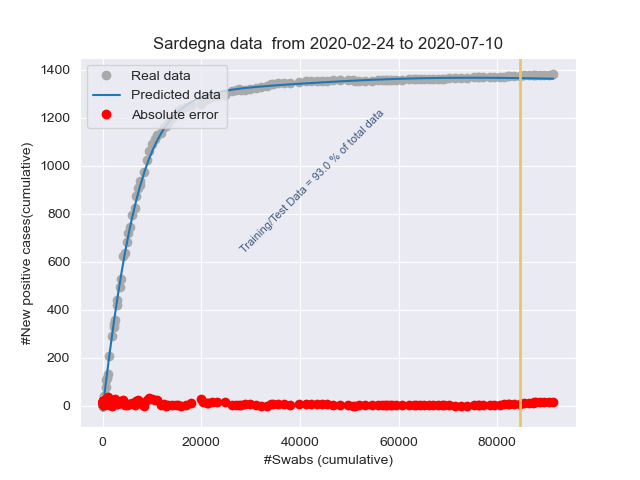 Sardegna data  from 2020-02-24 to 2020-07-10
1400
1200
1000
800
600
400
200
0
#New positive cases(cumulative)
Real data
Predicted data
Absolute error
Training/Test Data = 93.0 % of total data
0
20000
40000
60000
80000
#Swabs (cumulative)